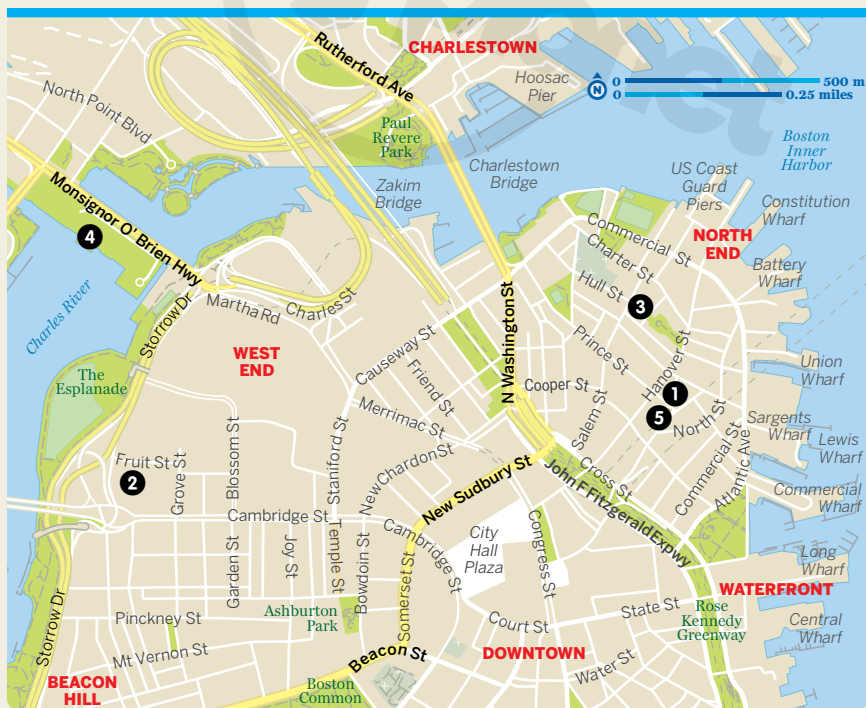 CHARLESTOWN
Rutherford Ave
Hoosac
Pier
0
500 m
N
0
0.25 miles
North Point Blvd
Paul
Revere
Park
Boston
Inner
Harbor
Zakim
Bridge
Charlestown
Bridge
US Coast
Guard
Piers
Constitution
Wharf
Monsignor O' Brien Hwy
4
Commercial St
NORTH
END
Charter St
Battery
Wharf
Hull St
3
Charles River
Storrow Dr
Martha Rd
Charles St
N Washington St
WEST
END
Causeway St
Prince St
Hanover St
Union
Wharf
The
Esplanade
Friend St
Cooper St
1
Merrimac St
Salem St
5
North St
Sargents
Wharf
Lewis
Wharf
Commercial St
Atlantic Ave
Commercial
Wharf
Fruit St
2
Grove St
Blossom St
Staniford St
New Chardon St
New Sudbury St
Cross St
John F Fitzgerald Expwy
Cambridge St
Cambridge St
City
Hall
Plaza
Congress St
Long
Wharf
Garden St
Joy St
Temple St
Bowdoin St
Somerset St
WATERFRONT
Storrow Dr
Pinckney St
Ashburton
Park
Court St
State St
Rose
Kennedy
Greenway
Central
Wharf
Mt Vernon St
Beacon St
DOWNTOWN
Water St
BEACON
HILL
Boston
Common